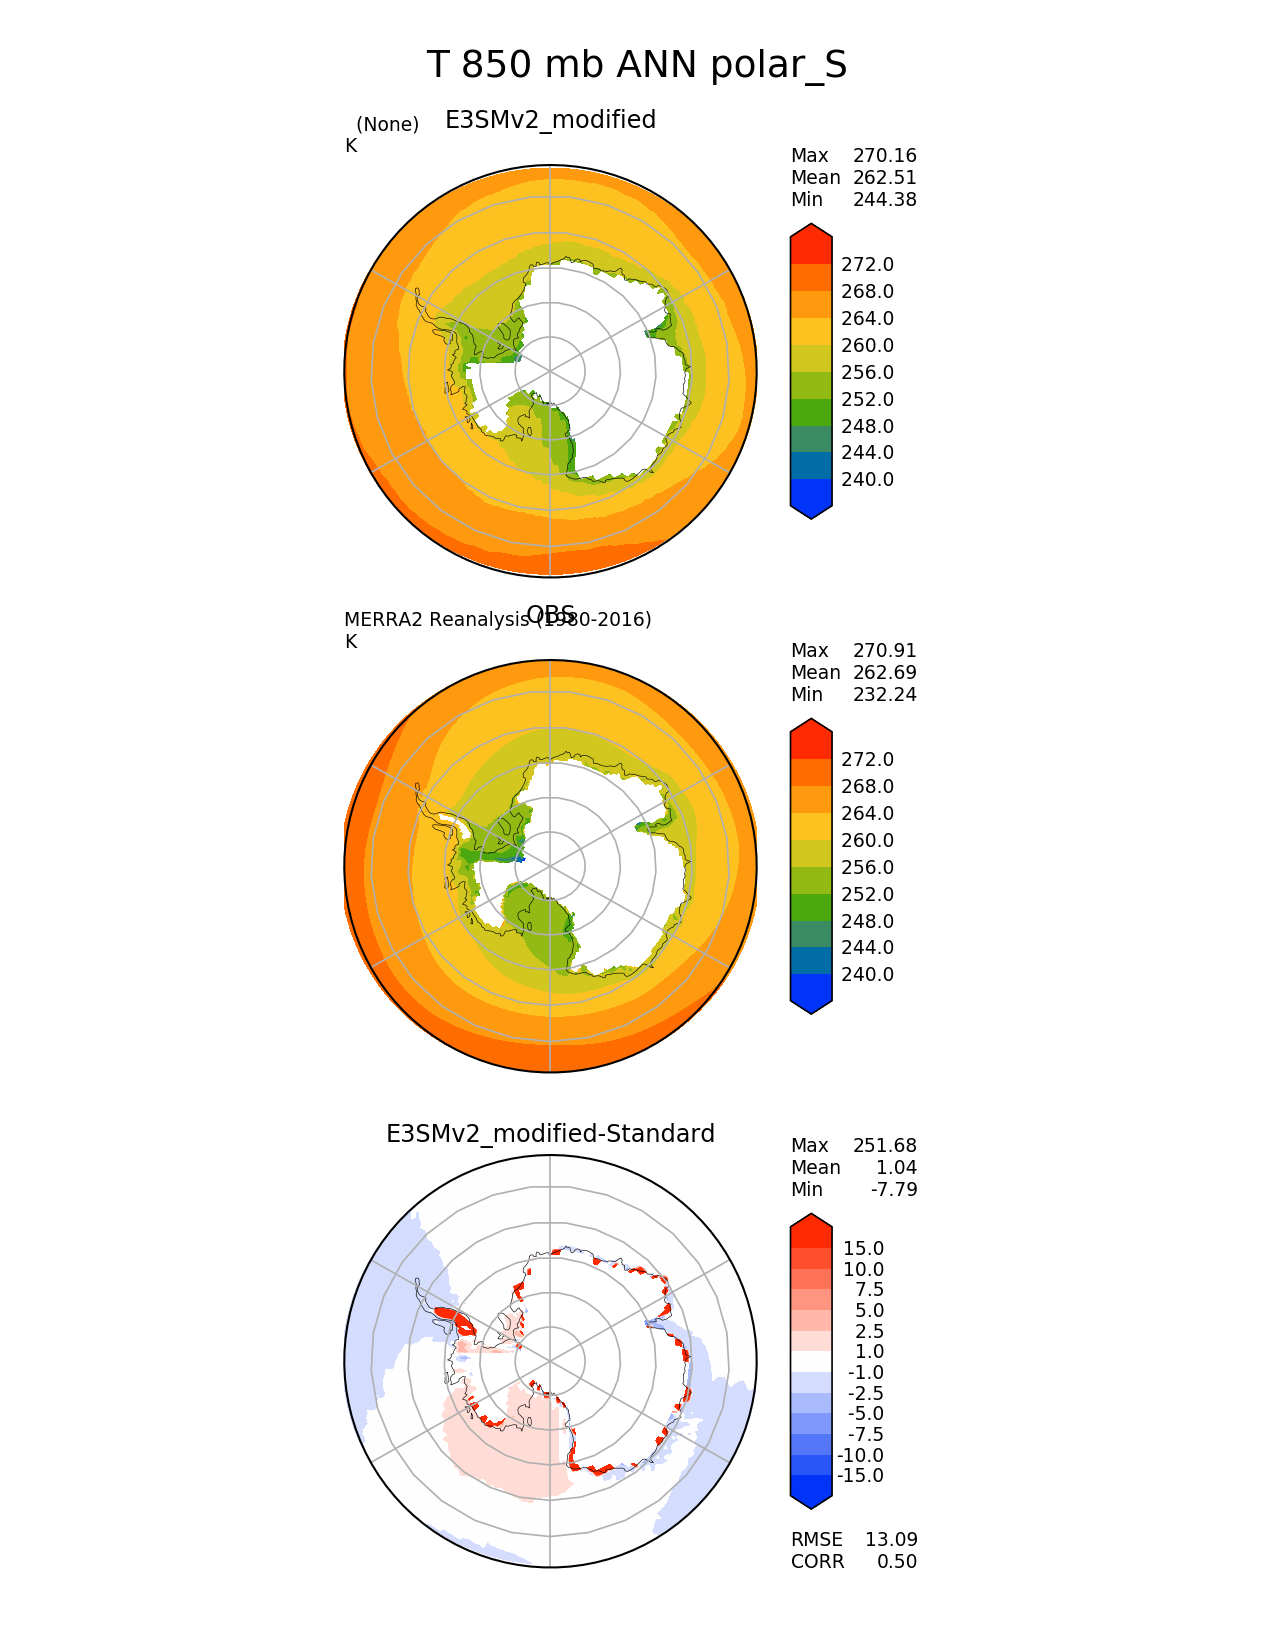 T 850 mb ANN polar_S
E3SMv2_modified
(None)
K
Max 270.16
Mean 262.51
Min 244.38
272.0
268.0
264.0
260.0
256.0
252.0
248.0
244.0
240.0
OBS
MERRA2 Reanalysis (1980-2016)
K
Max 270.91
Mean 262.69
Min 232.24
272.0
268.0
264.0
260.0
256.0
252.0
248.0
244.0
240.0
E3SMv2_modified-Standard
Max 251.68
Mean 1.04
Min -7.79
15.0
10.0
7.5
5.0
2.5
1.0
-1.0
-2.5
-5.0
-7.5
-10.0
-15.0
RMSE 13.09
CORR 0.50